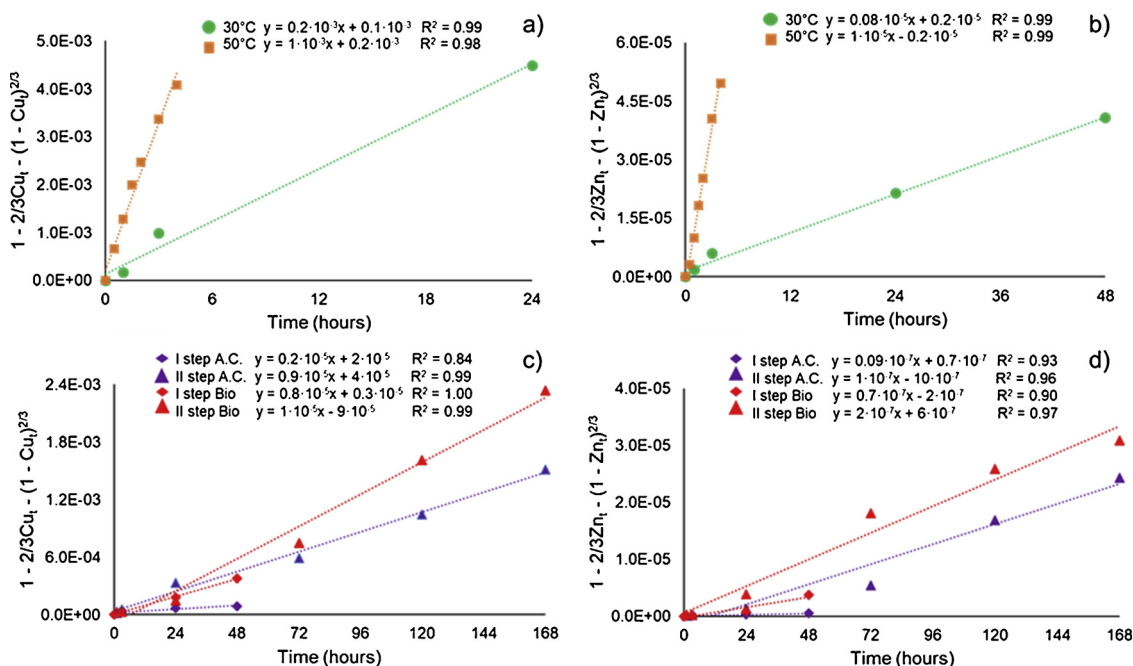 a)
30°C y = 0.2·10⁻³x + 0.1·10⁻³ R² = 0.99
50°C y = 1·10⁻³x + 0.2·10⁻³ R² = 0.98
1 - 2/3Cuₜ - (1 - Cuₜ)²ᐟ³
5.0E-03
4.0E-03
3.0E-03
2.0E-03
1.0E-03
0.0E+00
0 6 12 18 24
Time (hours)
b)
30°C y = 0.08·10⁻⁵x + 0.2·10⁻⁵ R² = 0.99
50°C y = 1·10⁻⁵x - 0.2·10⁻⁵ R² = 0.99
1 - 2/3Znₜ - (1 - Znₜ)²ᐟ³
6.0E-05
4.5E-05
3.0E-05
1.5E-05
0.0E+00
0 12 24 36 48
Time (hours)
c)
I step A.C. y = 0.2·10⁻⁵x + 2·10⁻⁵ R² = 0.84
II step A.C. y = 0.9·10⁻⁵x + 4·10⁻⁵ R² = 0.99
I step Bio y = 0.8·10⁻⁵x + 0.3·10⁻⁵ R² = 1.00
II step Bio y = 1·10⁻⁵x - 9·10⁻⁵ R² = 0.99
1 - 2/3Cuₜ - (1 - Cuₜ)²ᐟ³
2.4E-03
1.8E-03
1.2E-03
6.0E-04
0.0E+00
0 24 48 72 96 120 144 168
Time (hours)
d)
I step A.C. y = 0.09·10⁻⁷x + 0.7·10⁻⁷ R² = 0.93
II step A.C. y = 1·10⁻⁷x - 10·10⁻⁷ R² = 0.96
I step Bio y = 0.7·10⁻⁷x - 2·10⁻⁷ R² = 0.90
II step Bio y = 2·10⁻⁷x + 6·10⁻⁷ R² = 0.97
1 - 2/3Znₜ - (1 - Znₜ)²ᐟ³
4.0E-05
3.0E-05
2.0E-05
1.0E-05
0.0E+00
0 24 48 72 96 120 144 168
Time (hours)